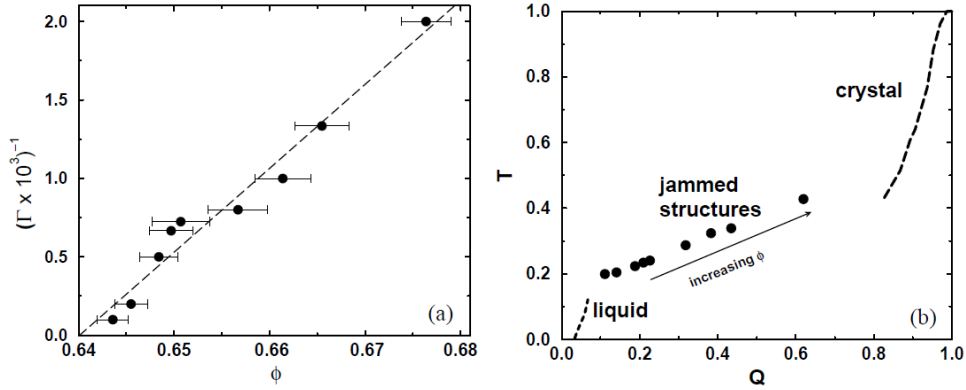 2.0
1.5
1.0
0.5
0.0
(Γ x 10³)⁻¹
0.64
0.65
0.66
0.67
0.68
ϕ
(a)
1.0
0.8
0.6
0.4
0.2
0.0
T
crystal
jammed
structures
increasing ϕ
liquid
(b)
0.0
0.2
0.4
0.6
0.8
1.0
Q